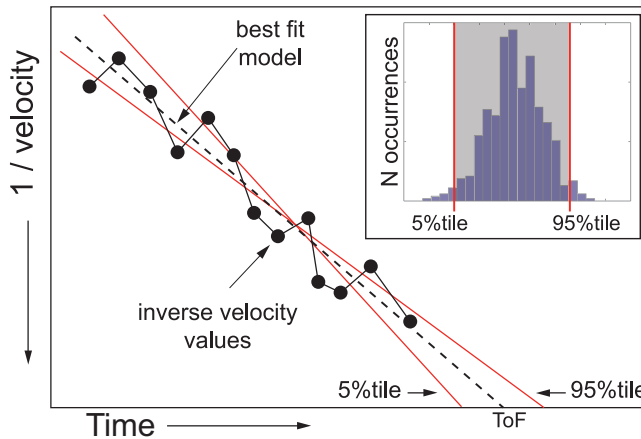 best fit
model
1 / velocity
N occurrences
5%tile
95%tile
inverse velocity
values
5%tile
95%tile
Time
ToF